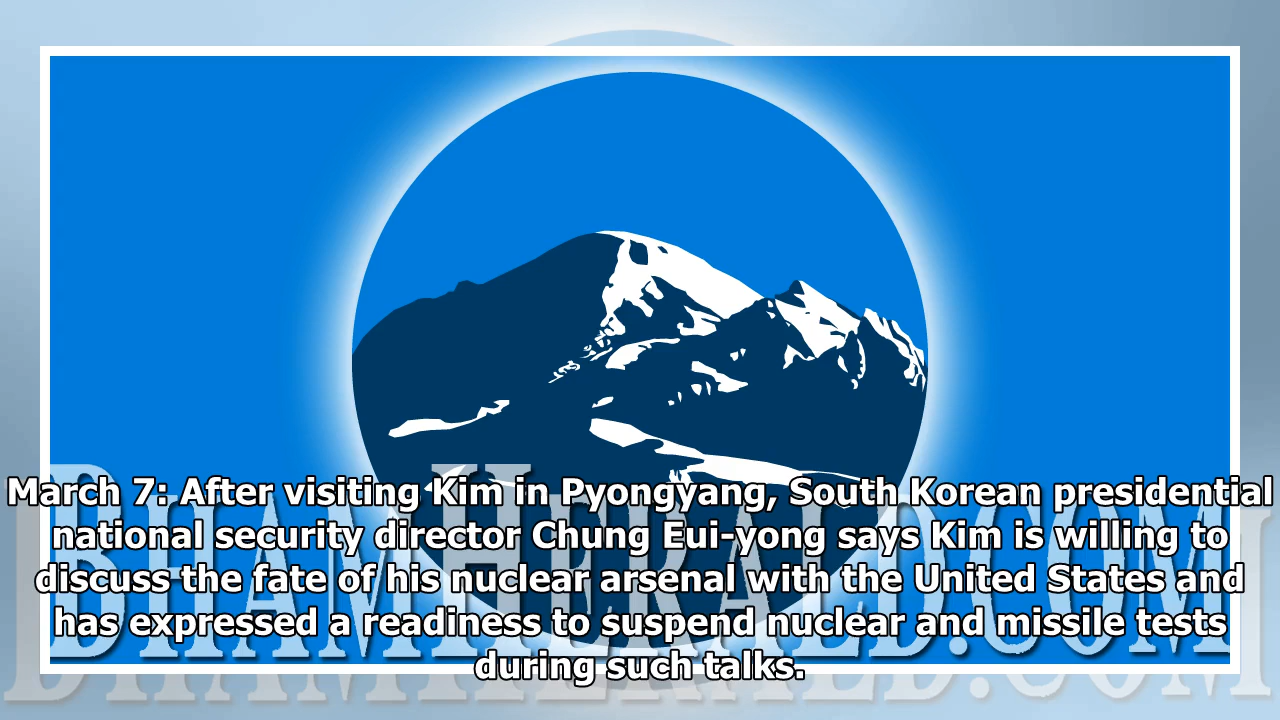 March 7: After visiting Kim in Pyongyang, South Korean presidential
national security director Chung Eui-yong says Kim is willing to
discuss the fate of his nuclear arsenal with the United States and
has expressed a readiness to suspend nuclear and missile tests
during such talks.
BHAMHERALD.COM